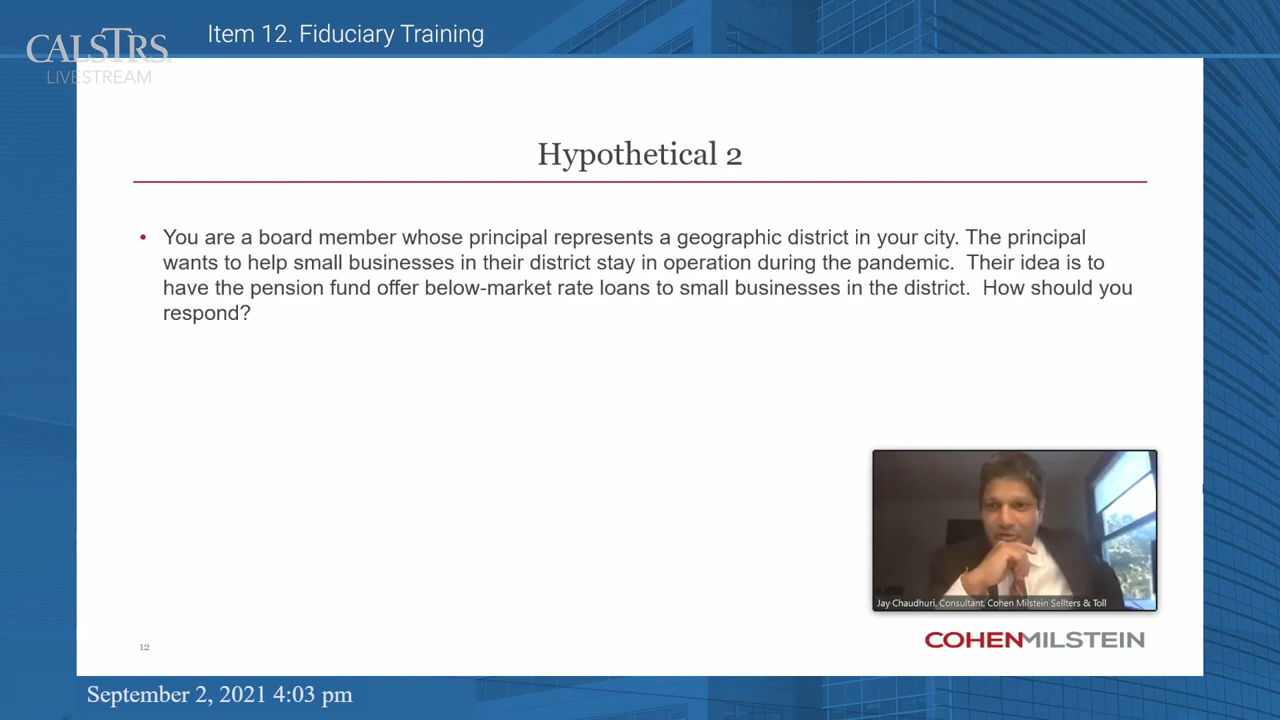 Item 12. Fiduciary Training
CALSTRS
LIVESTREAM
Hypothetical 2
• You are a board member whose principal represents a geographic district in your city. The principal
wants to help small businesses in their district stay in operation during the pandemic. Their idea is to
have the pension fund offer below-market rate loans to small businesses in the district. How should you
respond?
Jay Chaudhuri, Consultant, Cohen Milstein Sellters & Toll
12
COHENMILSTEIN
September 2, 2021 4:03 pm